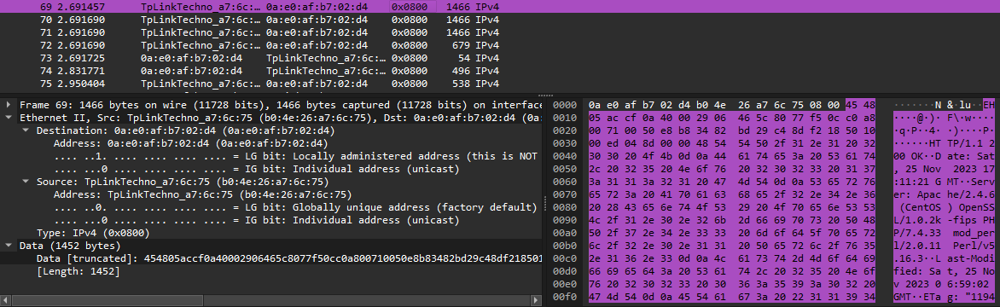 69 2.691457 TpLinkTechno_a7:6c:… 0a:e0:af:b7:02:d4 0x0800 1466 IPv4
70 2.691690 TpLinkTechno_a7:6c:… 0a:e0:af:b7:02:d4 0x0800 1466 IPv4
71 2.691690 TpLinkTechno_a7:6c:… 0a:e0:af:b7:02:d4 0x0800 1466 IPv4
72 2.691690 TpLinkTechno_a7:6c:… 0a:e0:af:b7:02:d4 0x0800 679 IPv4
73 2.691725 0a:e0:af:b7:02:d4 TpLinkTechno_a7:6c:… 0x0800 54 IPv4
74 2.831771 0a:e0:af:b7:02:d4 TpLinkTechno_a7:6c:… 0x0800 496 IPv4
75 2.950404 TpLinkTechno_a7:6c:… 0a:e0:af:b7:02:d4 0x0800 538 IPv4
Frame 69: 1466 bytes on wire (11728 bits), 1466 bytes captured (11728 bits) on interface
Ethernet II, Src: TpLinkTechno_a7:6c:75 (b0:4e:26:a7:6c:75), Dst: 0a:e0:af:b7:02:d4 (0a:
Destination: 0a:e0:af:b7:02:d4 (0a:e0:af:b7:02:d4)
Address: 0a:e0:af:b7:02:d4 (0a:e0:af:b7:02:d4)
.... ..1. .... .... .... .... = LG bit: Locally administered address (this is NOT
.... ...0 .... .... .... .... = IG bit: Individual address (unicast)
Source: TpLinkTechno_a7:6c:75 (b0:4e:26:a7:6c:75)
Address: TpLinkTechno_a7:6c:75 (b0:4e:26:a7:6c:75)
.... ..0. .... .... .... .... = LG bit: Globally unique address (factory default)
.... ...0 .... .... .... .... = IG bit: Individual address (unicast)
Type: IPv4 (0x0800)
Data (1452 bytes)
Data [truncated]: 454805accf0a40002906465c8077f50cc0a800710050e8b83482bd29c48df218501
[Length: 1452]
0000 0a e0 af b7 02 d4 b0 4e 26 a7 6c 75 08 00 45 48 ·······N &·lu··EH
0010 05 ac cf 0a 40 00 29 06 46 5c 80 77 f5 0c c0 a8 ····@·)· F\·w····
0020 00 71 00 50 e8 b8 34 82 bd 29 c4 8d f2 18 50 10 ·q·P··4· ·)····P·
0030 00 ed 04 8d 00 00 48 54 54 50 2f 31 2e 31 20 32 ······HT TP/1.1 2
0040 30 30 20 4f 4b 0d 0a 44 61 74 65 3a 20 53 61 74 00 OK··D ate: Sat
0050 2c 20 32 35 20 4e 6f 76 20 32 30 32 33 20 31 37 , 25 Nov 2023 17
0060 3a 31 31 3a 32 31 20 47 4d 54 0d 0a 53 65 72 76 :11:21 G MT··Serv
0070 65 72 3a 20 41 70 61 63 68 65 2f 32 2e 34 2e 36 er: Apac he/2.4.6
0080 20 28 43 65 6e 74 4f 53 29 20 4f 70 65 6e 53 53 (CentOS ) OpenSS
0090 4c 2f 31 2e 30 2e 32 6b 2d 66 69 70 73 20 50 48 L/1.0.2k -fips PH
00a0 50 2f 37 2e 34 2e 33 33 20 6d 6f 64 5f 70 65 72 P/7.4.33 mod_per
00b0 6c 2f 32 2e 30 2e 31 31 20 50 65 72 6c 2f 76 35 l/2.0.11 Perl/v5
00c0 2e 31 36 2e 33 0d 0a 4c 61 73 74 2d 4d 6f 64 69 .16.3··L ast-Modi
00d0 66 69 65 64 3a 20 53 61 74 2c 20 32 35 20 4e 6f fied: Sa t, 25 No
00e0 76 20 32 30 32 33 20 30 36 3a 35 39 3a 30 32 20 v 2023 0 6:59:02
00f0 47 4d 54 0d 0a 45 54 61 67 3a 20 22 31 31 39 34 GMT··ETa g: "1194